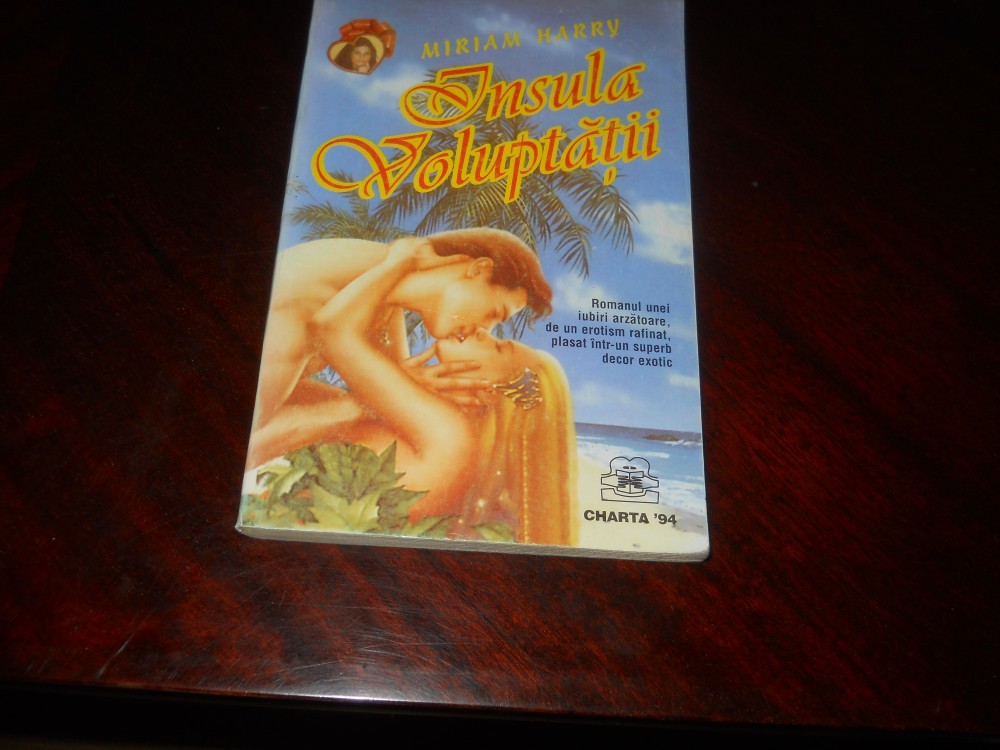 MIRIAM HARRY
Insula
Voluptății
Romanul unei
iubiri arzătoare,
de un erotism rafinat,
plasat într-un superb
decor exotic
CHARTA '94